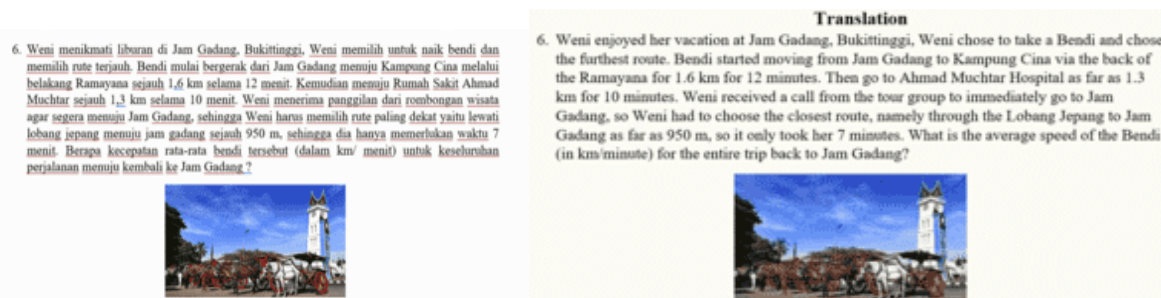 6. Weni menikmati liburan di Jam Gadang, Bukittinggi, Weni memilih untuk naik bendi dan
memilih rute terjauh. Bendi mulai bergerak dari Jam Gadang menuju Kampung Cina melalui
belakang Ramayana sejauh 1,6 km selama 12 menit. Kemudian menuju Rumah Sakit Ahmad
Muchtar sejauh 1,3 km selama 10 menit. Weni menerima panggilan dari rombongan wisata
agar segera menuju Jam Gadang, sehingga Weni harus memilih rute paling dekat yaitu lewati
lobang jepang menuju jam gadang sejauh 950 m, sehingga dia hanya memerlukan waktu 7
menit. Berapa kecepatan rata-rata bendi tersebut (dalam km/ menit) untuk keseluruhan
perjalanan menuju kembali ke Jam Gadang ?
Translation
6. Weni enjoyed her vacation at Jam Gadang, Bukittinggi, Weni chose to take a Bendi and chose
the furthest route. Bendi started moving from Jam Gadang to Kampung Cina via the back of
the Ramayana for 1.6 km for 12 minutes. Then go to Ahmad Muchtar Hospital as far as 1.3
km for 10 minutes. Weni received a call from the tour group to immediately go to Jam
Gadang, so Weni had to choose the closest route, namely through the Lobang Jepang to Jam
Gadang as far as 950 m, so it only took her 7 minutes. What is the average speed of the Bendi
(in km/minute) for the entire trip back to Jam Gadang?